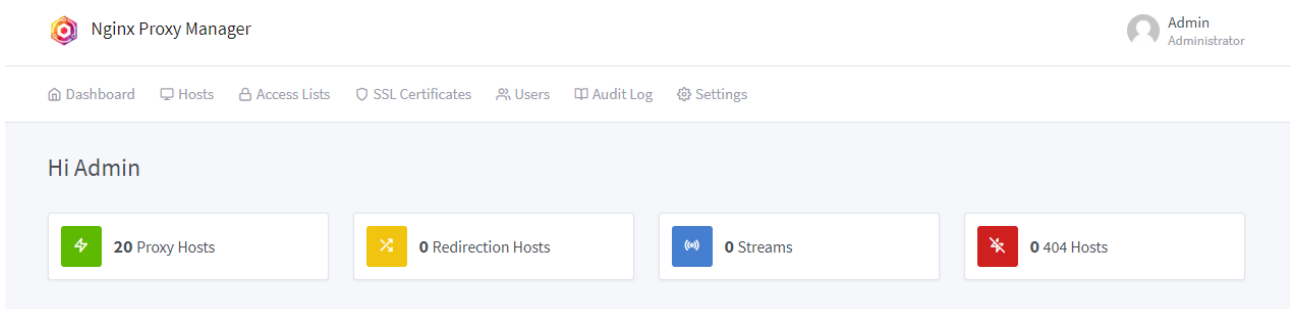 Nginx Proxy Manager
Admin
Administrator
Dashboard Hosts Access Lists SSL Certificates Users Audit Log Settings
Hi Admin
20 Proxy Hosts
0 Redirection Hosts
0 Streams
0 404 Hosts